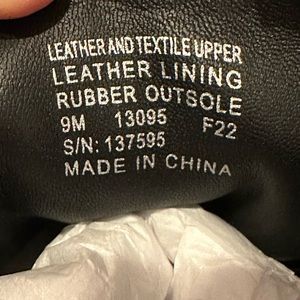 LEATHER AND TEXTILE UPPER
LEATHER LINING
RUBBER OUTSOLE
9M 13095 F22
S/N: 137595
MADE IN CHINA